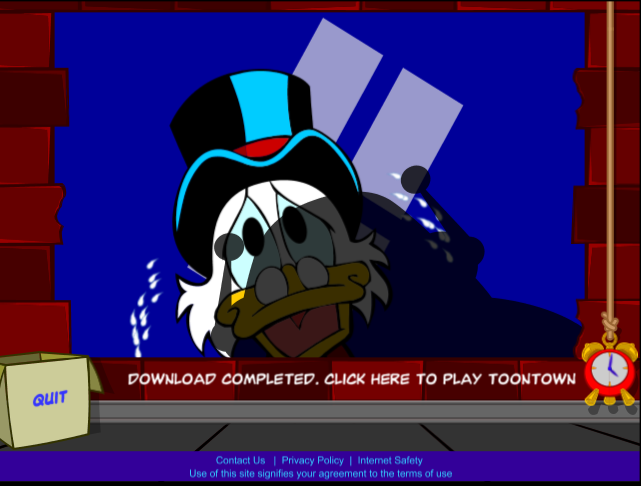 QUIT
DOWNLOAD COMPLETED. CLICK HERE TO PLAY TOONTOWN
Contact Us | Privacy Policy | Internet Safety
Use of this site signifies your agreement to the terms of use